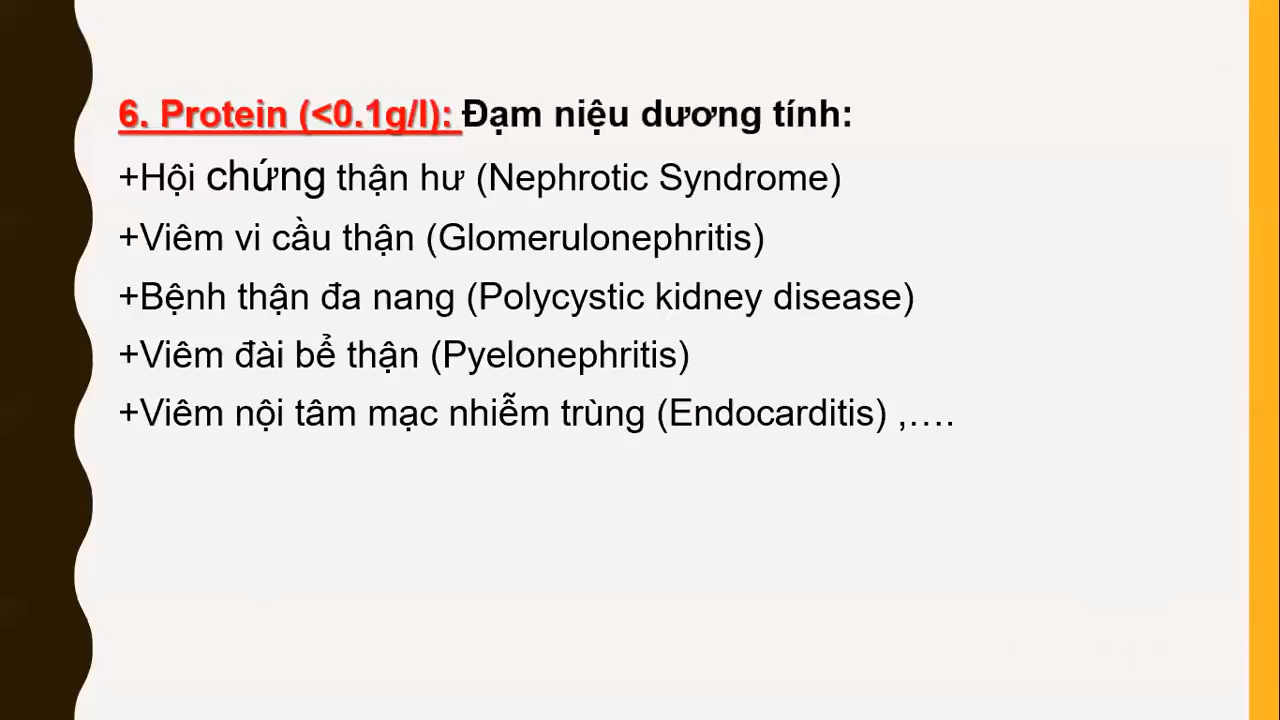 6. Protein (<0.1g/l): Đạm niệu dương tính:
+Hội chứng thận hư (Nephrotic Syndrome)
+Viêm vi cầu thận (Glomerulonephritis)
+Bệnh thận đa nang (Polycystic kidney disease)
+Viêm đài bể thận (Pyelonephritis)
+Viêm nội tâm mạc nhiễm trùng (Endocarditis) ,….